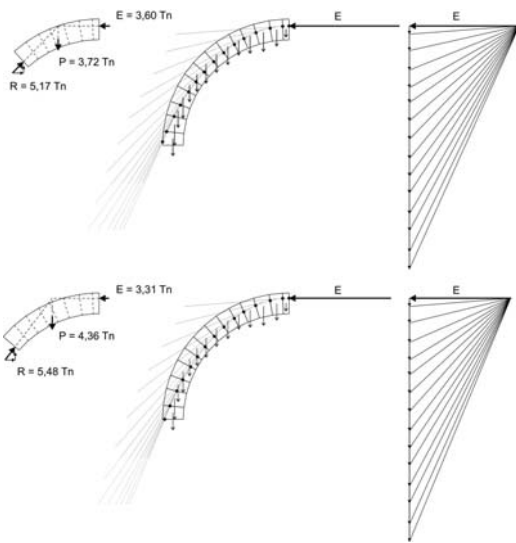 E = 3,60 Tn
E
E
P = 3,72 Tn
R = 5,17 Tn
E = 3,31 Tn
E
E
P = 4,36 Tn
R = 5,48 Tn